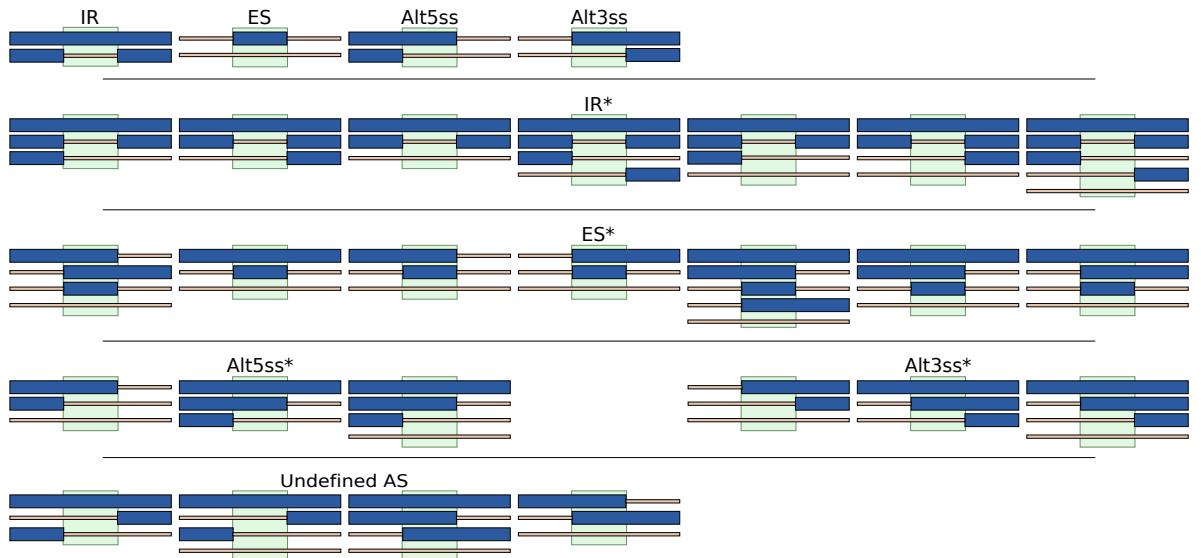 IR ES Alt5ss Alt3ss
IR*
ES*
Alt5ss* Alt3ss*
Undefined AS